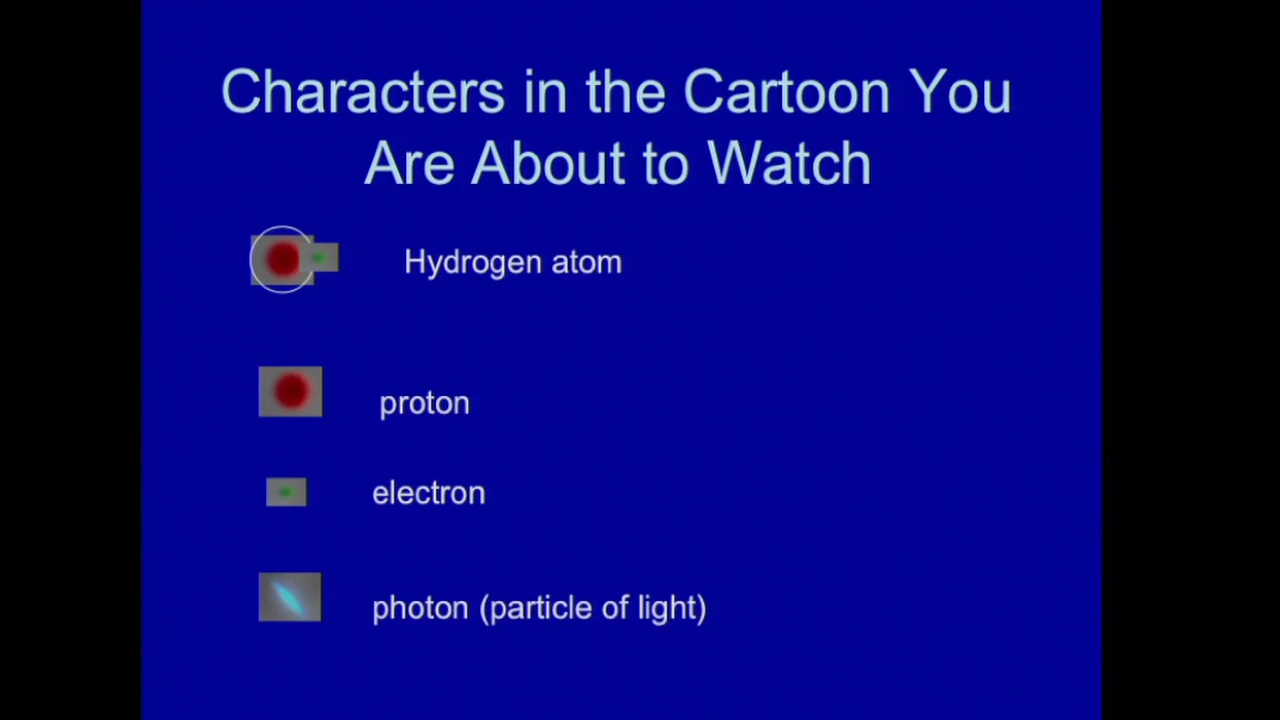 Characters in the Cartoon You
Are About to Watch
Hydrogen atom
proton
electron
photon (particle of light)